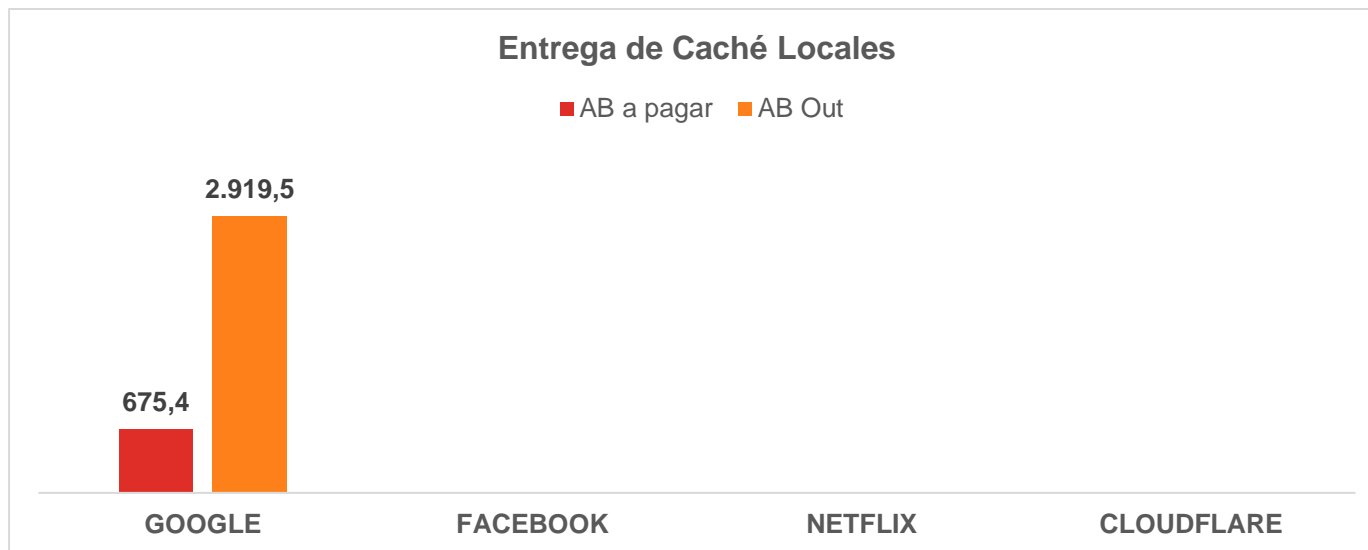 Entrega de Caché Locales
AB a pagar AB Out
2.919,5
675,4
GOOGLE FACEBOOK NETFLIX CLOUDFLARE